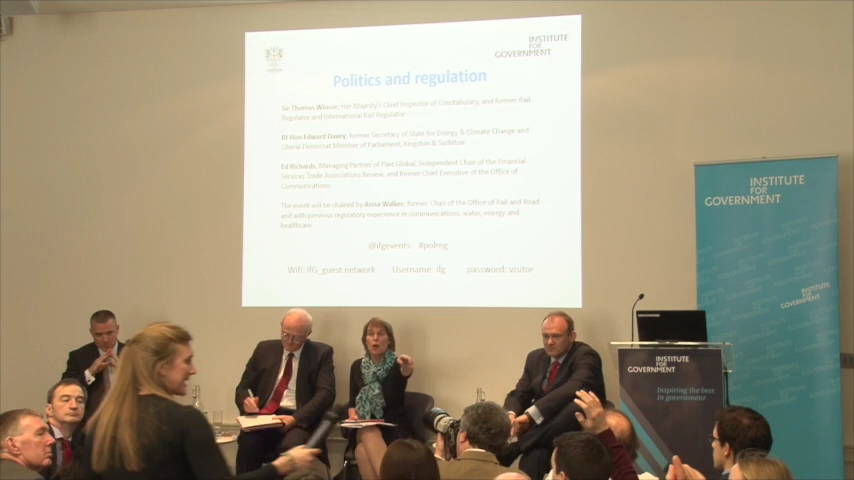 INSTITUTE
FOR
GOVERNMENT
Politics and regulation
Sir Thomas Winsor, Her Majesty's Chief Inspector of Constabulary, and former Rail
Regulator and International Rail Regulator
Rt Hon Edward Davey, former Secretary of State for Energy & Climate Change and
Liberal Democrat Member of Parliament, Kingston & Surbiton
Ed Richards, Managing Partner of Flint Global, Independent Chair of the Financial
Services Trade Associations Review, and former Chief Executive of the Office of
Communications.
The event will be chaired by Anna Walker, former Chair of the Office of Rail and Road
and with previous regulatory experience in communications, water, energy and
healthcare.
@ifgevents #polreg
Wifi: IfG_guest network Username: ifg password: visitor
INSTITUTE
FOR
GOVERNMENT
INSTITUTE
FOR
GOVERNMENT
INSTITUTE
FOR
GOVERNMENT
Inspiring the best
in government